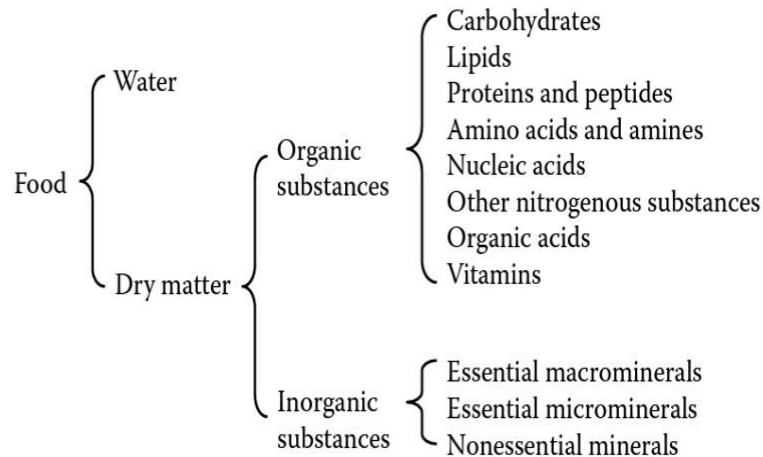 Food
Water
Dry matter
Organic
substances
Carbohydrates
Lipids
Proteins and peptides
Amino acids and amines
Nucleic acids
Other nitrogenous substances
Organic acids
Vitamins
Inorganic
substances
Essential macrominerals
Essential microminerals
Nonessential minerals